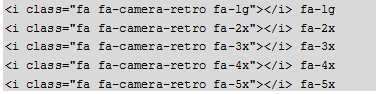 <i class="fa fa-camera-retro fa-lg"></i> fa-lg
<i class="fa fa-camera-retro fa-2x"></i> fa-2x
<i class="fa fa-camera-retro fa-3x"></i> fa-3x
<i class="fa fa-camera-retro fa-4x"></i> fa-4x
<i class="fa fa-camera-retro fa-5x"></i> fa-5x